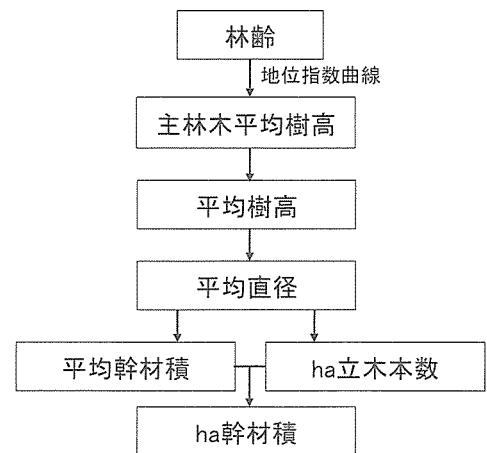 林齢
地位指数曲線
主林木平均樹高
平均樹高
平均直径
平均幹材積
ha立木本数
ha幹材積